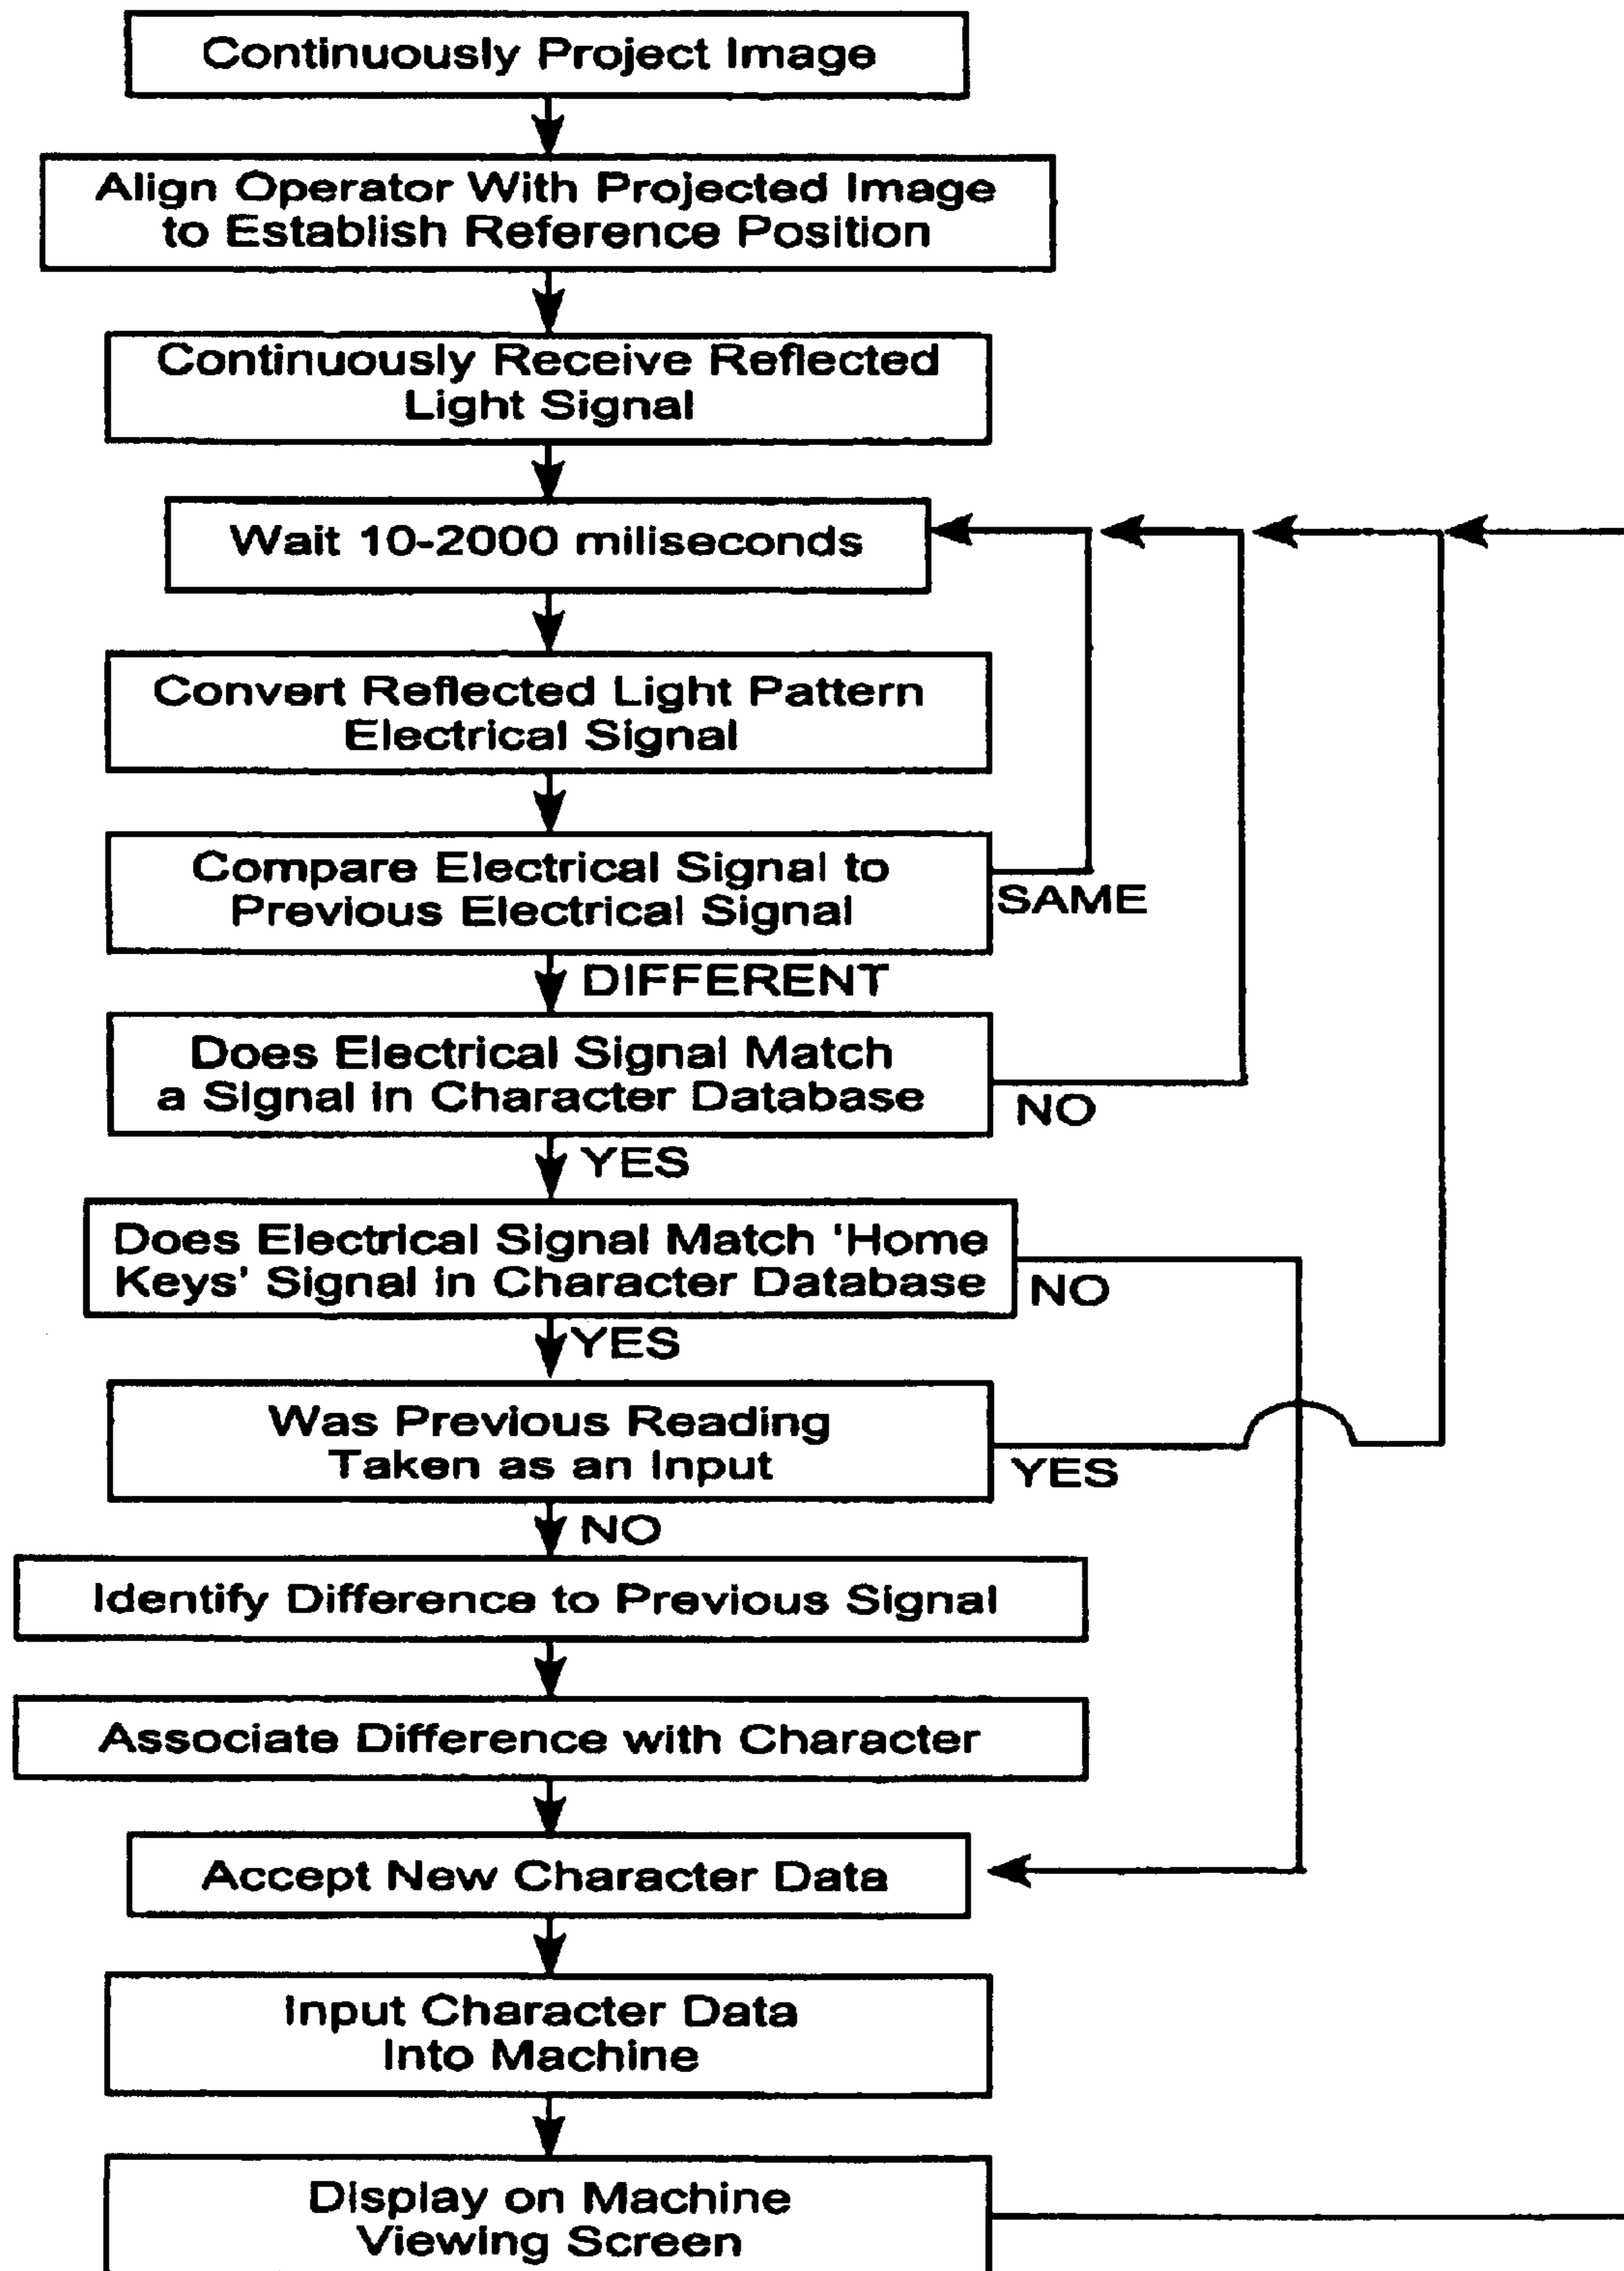 Continuously Project Image
Align Operator With Projected Image
to Establish Reference Position
Continuously Receive Reflected
Light Signal
Wait 10-2000 miliseconds
Convert Reflected Light Pattern
Electrical Signal
Compare Electrical Signal to
Previous Electrical Signal
SAME
DIFFERENT
Does Electrical Signal Match
a Signal in Character Database
NO
YES
Does Electrical Signal Match 'Home
Keys' Signal in Character Database
NO
YES
Was Previous Reading
Taken as an Input
YES
NO
Identify Difference to Previous Signal
Associate Difference with Character
Accept New Character Data
Input Character Data
Into Machine
Display on Machine
Viewing Screen